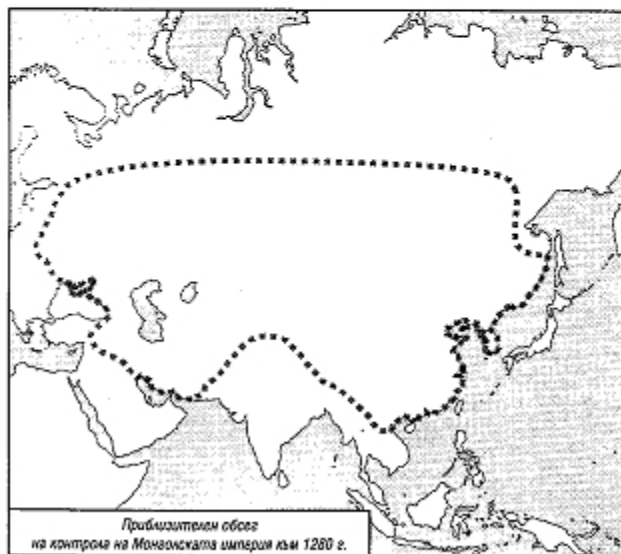 Приблизителен обсег
на контрола на Монголската империя към 1280 г.